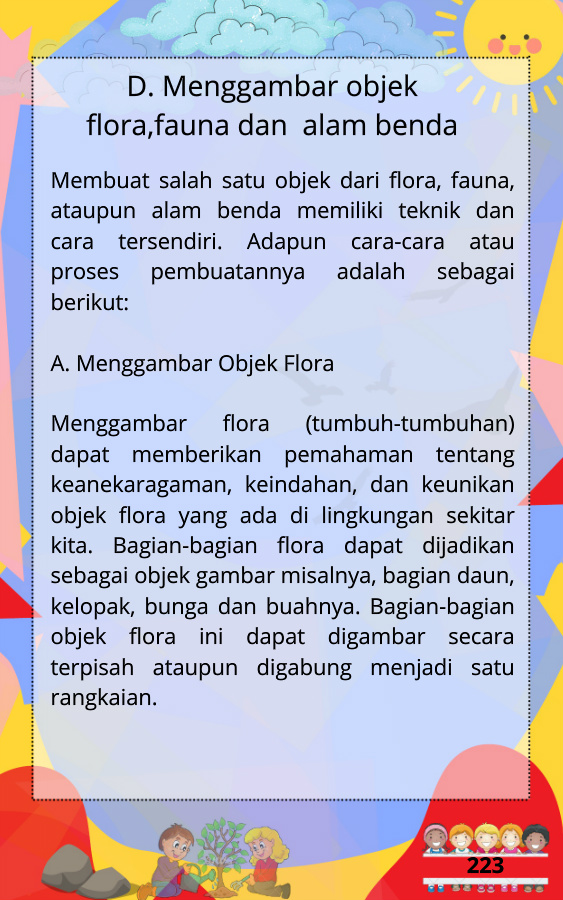 D. Menggambar objek
flora,fauna dan alam benda
Membuat salah satu objek dari flora, fauna,
ataupun alam benda memiliki teknik dan
cara tersendiri. Adapun cara-cara atau
proses pembuatannya adalah sebagai
berikut:
A. Menggambar Objek Flora
Menggambar flora (tumbuh-tumbuhan)
dapat memberikan pemahaman tentang
keanekaragaman, keindahan, dan keunikan
objek flora yang ada di lingkungan sekitar
kita. Bagian-bagian flora dapat dijadikan
sebagai objek gambar misalnya, bagian daun,
kelopak, bunga dan buahnya. Bagian-bagian
objek flora ini dapat digambar secara
terpisah ataupun digabung menjadi satu
rangkaian.
223